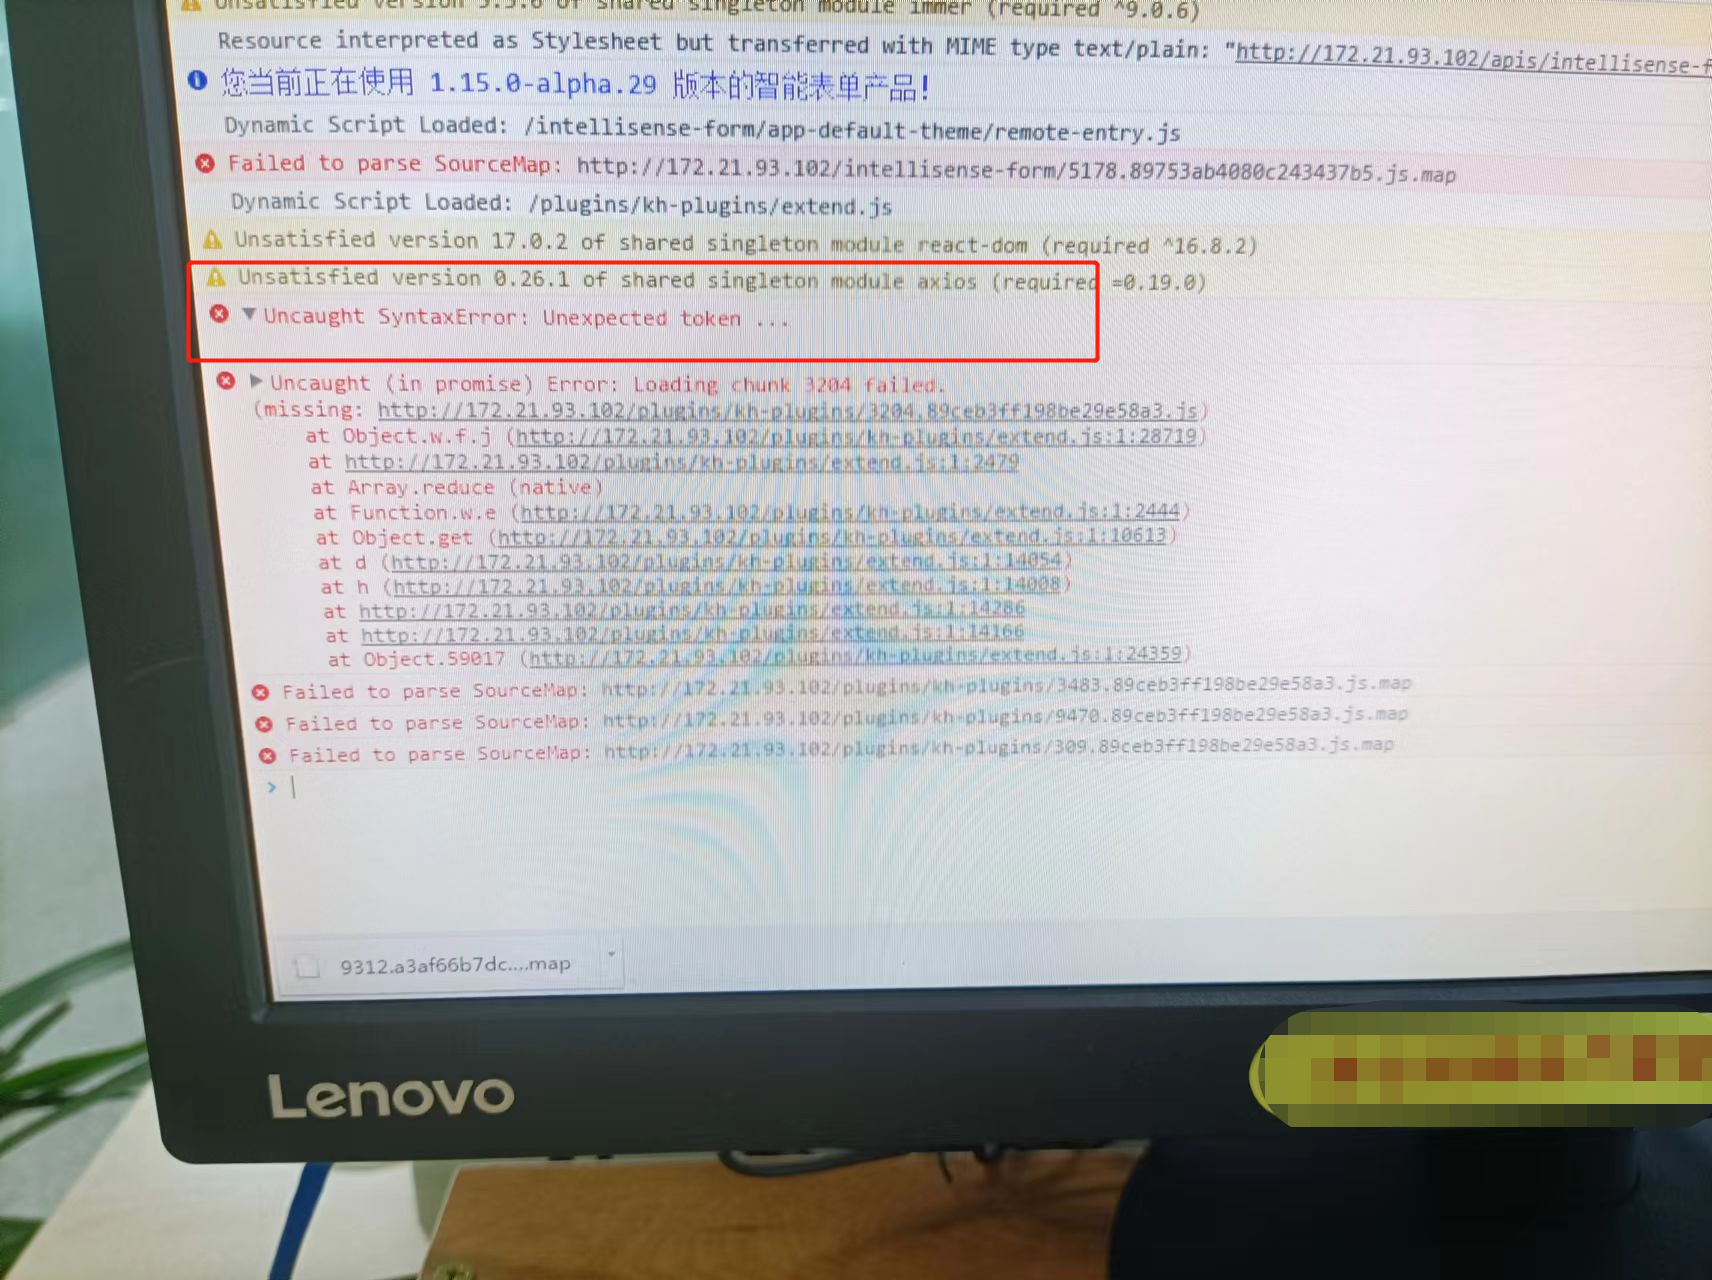 Unsatisfied version of shared singleton module immer (required ^9.0.6)
Resource interpreted as Stylesheet but transferred with MIME type text/plain: "http://172.21.93.102/apis/intellisense-f
您当前正在使用 1.15.0-alpha.29 版本的智能表单产品!
Dynamic Script Loaded: /intellisense-form/app-default-theme/remote-entry.js
Failed to parse SourceMap: http://172.21.93.102/intellisense-form/5178.89753ab4080c243437b5.js.map
Dynamic Script Loaded: /plugins/kh-plugins/extend.js
Unsatisfied version 17.0.2 of shared singleton module react-dom (required ^16.8.2)
Unsatisfied version 0.26.1 of shared singleton module axios (required =0.19.0)
Uncaught SyntaxError: Unexpected token ...
Uncaught (in promise) Error: Loading chunk 3204 failed.
(missing: http://172.21.93.102/plugins/kh-plugins/3204.89ceb3ff198be29e58a3.js)
at Object.w.f.j (http://172.21.93.102/plugins/kh-plugins/extend.js:1:28719)
at http://172.21.93.102/plugins/kh-plugins/extend.js:1:2479
at Array.reduce (native)
at Function.w.e (http://172.21.93.102/plugins/kh-plugins/extend.js:1:2444)
at Object.get (http://172.21.93.102/plugins/kh-plugins/extend.js:1:10613)
at d (http://172.21.93.102/plugins/kh-plugins/extend.js:1:14054)
at h (http://172.21.93.102/plugins/kh-plugins/extend.js:1:14008)
at http://172.21.93.102/plugins/kh-plugins/extend.js:1:14286
at http://172.21.93.102/plugins/kh-plugins/extend.js:1:14166
at Object.59017 (http://172.21.93.102/plugins/kh-plugins/extend.js:1:24359)
Failed to parse SourceMap: http://172.21.93.102/plugins/kh-plugins/3483.89ceb3ff198be29e58a3.js.map
Failed to parse SourceMap: http://172.21.93.102/plugins/kh-plugins/9470.89ceb3ff198be29e58a3.js.map
Failed to parse SourceMap: http://172.21.93.102/plugins/kh-plugins/309.89ceb3ff198be29e58a3.js.map
9312.a3af66b7dc....map
Lenovo